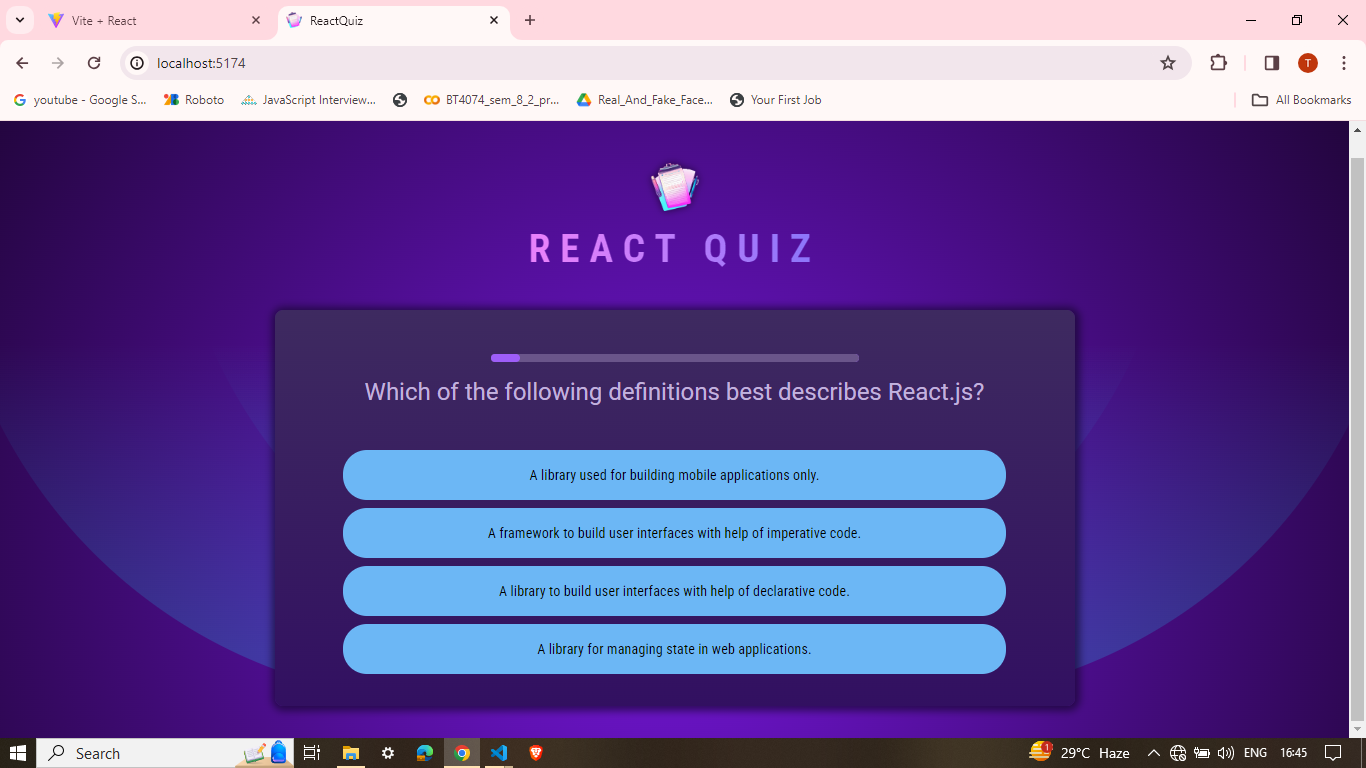 Vite + React
ReactQuiz
localhost:5174
T
youtube - Google S...
Roboto
JavaScript Interview...
BT4074_sem_8_2_pr...
Real_And_Fake_Face...
Your First Job
All Bookmarks
REACT QUIZ
Which of the following definitions best describes React.js?
A library used for building mobile applications only.
A framework to build user interfaces with help of imperative code.
A library to build user interfaces with help of declarative code.
A library for managing state in web applications.
Search
1
29°C Haze
ENG
16:45